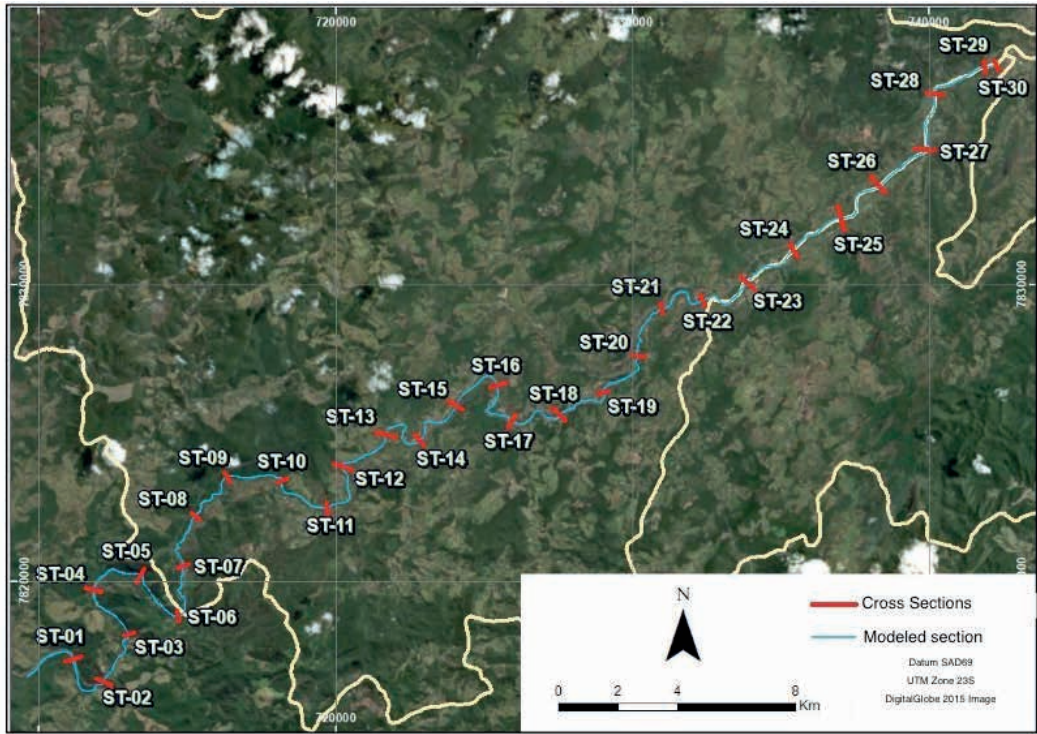 720000
740000
ST-29
ST-28
ST-30
ST-27
ST-26
ST-24
ST-25
7830000
7830000
ST-23
ST-21
ST-22
ST-20
ST-16
ST-15
ST-18
ST-19
ST-13
ST-17
ST-14
ST-09
ST-10
ST-12
ST-08
ST-11
ST-05
ST-07
ST-04
7820000
ST-06
ST-03
ST-01
ST-02
N
Cross Sections
Modeled section
Datum SAD69
UTM Zone 23S
DigitalGlobe 2015 Image
0 2 4 8
Km
720000